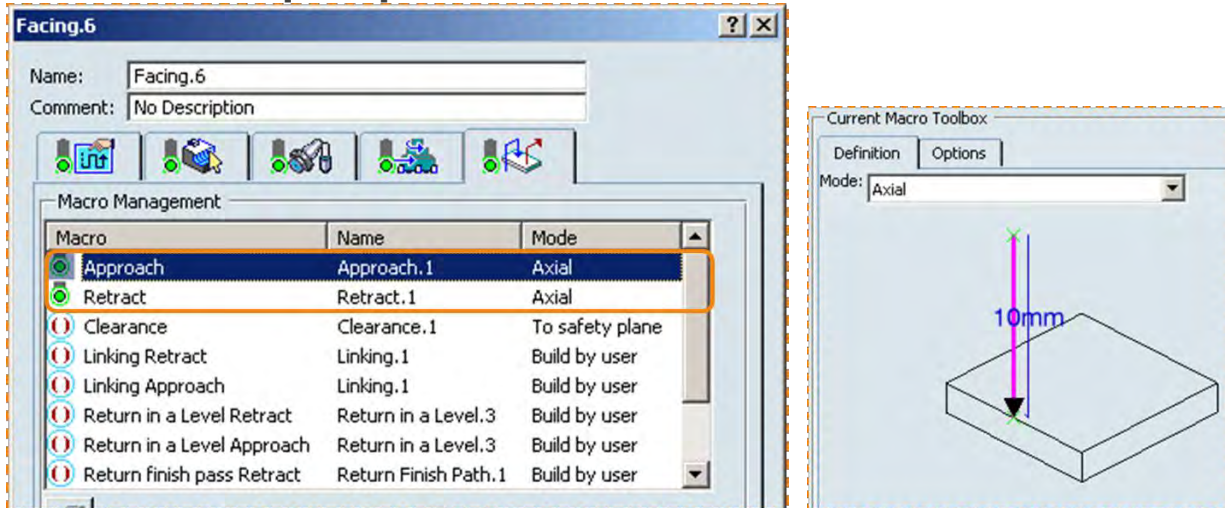 Facing.6
Name: Facing.6
Comment: No Description
Macro Management
Macro Name Mode
Approach Approach.1 Axial
Retract Retract.1 Axial
Clearance Clearance.1 To safety plane
Linking Retract Linking.1 Build by user
Linking Approach Linking.1 Build by user
Return in a Level Retract Return in a Level.3 Build by user
Return in a Level Approach Return in a Level.3 Build by user
Return finish pass Retract Return Finish Path.1 Build by user
Current Macro Toolbox
Definition Options
Mode: Axial
10mm